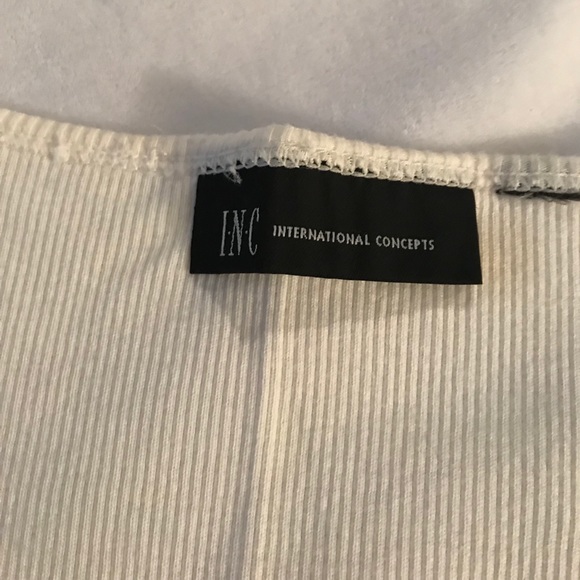 I·N·C INTERNATIONAL CONCEPTS